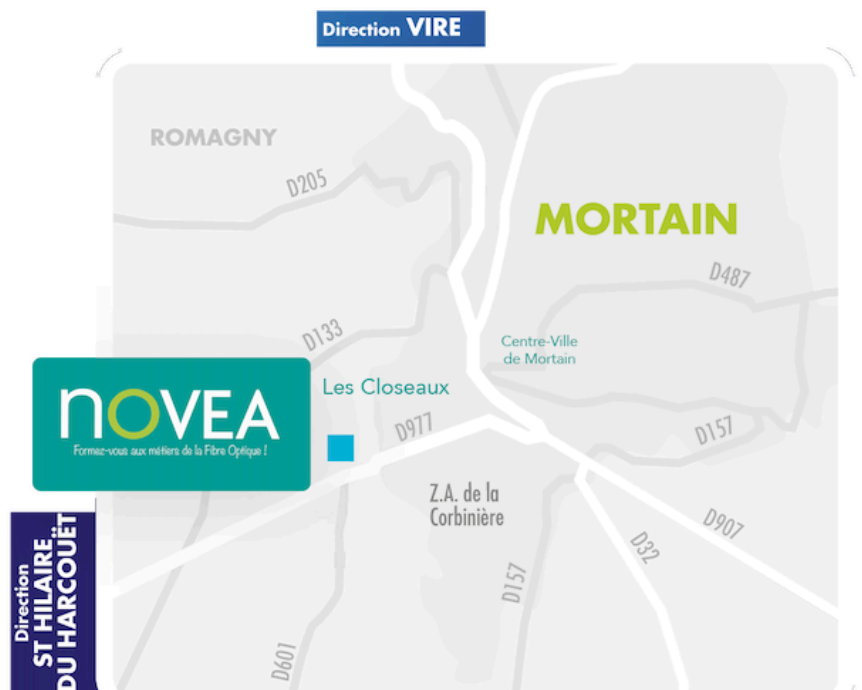 Direction VIRE
ROMAGNY
D205
MORTAIN
D487
D133
Centre-Ville
de Mortain
NOVEA
Formez-vous aux métiers de la Fibre Optique !
Les Closeaux
D977
D157
Z.A. de la
Corbinière
D907
D32
D157
D601
Direction
ST HILAIRE
DU HARCOUËT